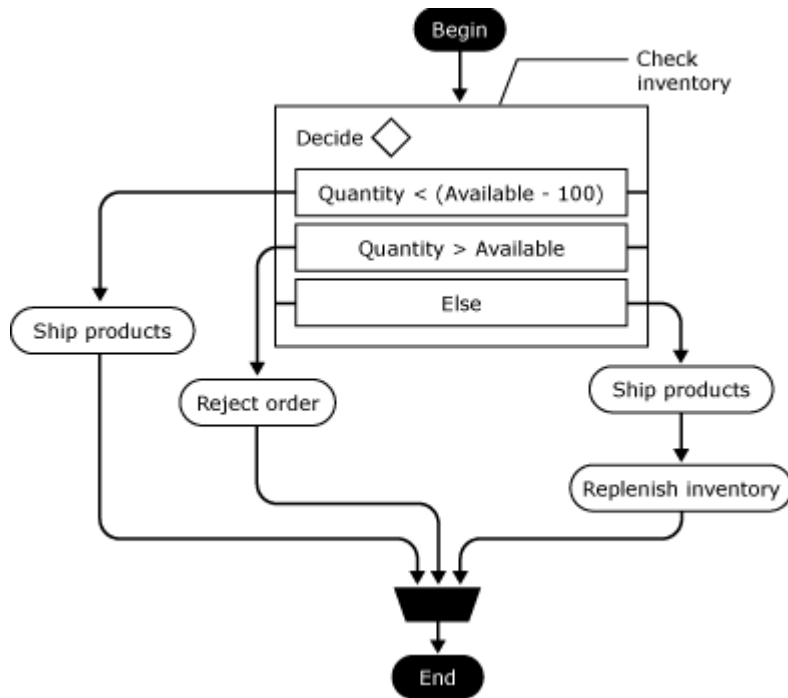 Begin
Check
inventory
Decide
Quantity < (Available - 100)
Quantity > Available
Else
Ship products
Reject order
Ship products
Replenish inventory
End